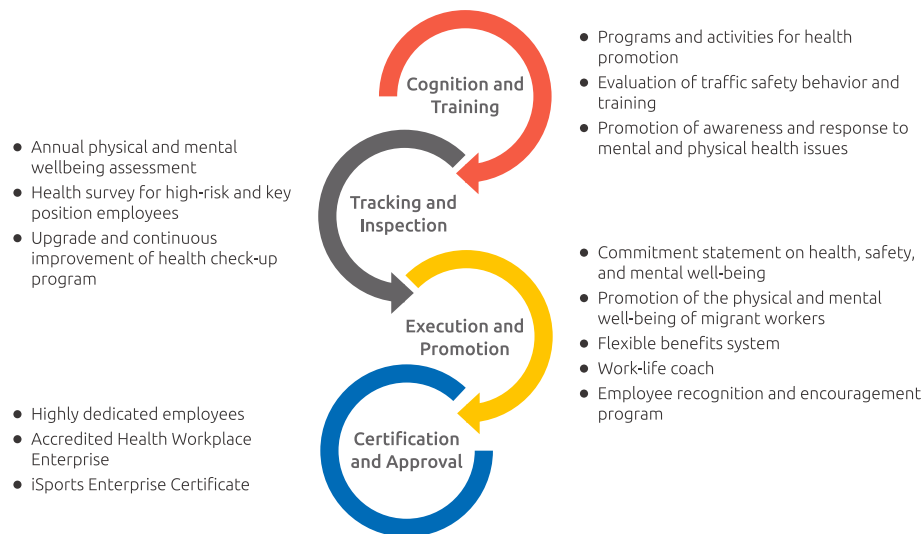 Cognition and
Training
● Programs and activities for health
promotion
● Evaluation of traffic safety behavior and
training
● Promotion of awareness and response to
mental and physical health issues
● Annual physical and mental
wellbeing assessment
● Health survey for high-risk and key
position employees
● Upgrade and continuous
improvement of health check-up
program
Tracking and
Inspection
Execution and
Promotion
● Commitment statement on health, safety,
and mental well-being
● Promotion of the physical and mental
well-being of migrant workers
● Flexible benefits system
● Work-life coach
● Employee recognition and encouragement
program
● Highly dedicated employees
● Accredited Health Workplace
Enterprise
● iSports Enterprise Certificate
Certification
and Approval